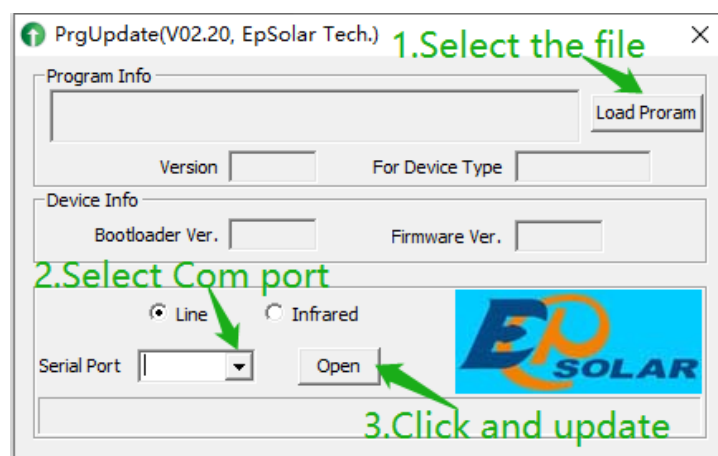 PrgUpdate(V02.20, EpSolar Tech.)
1.Select the file
Program Info
Load Proram
Version
For Device Type
Device Info
Bootloader Ver.
Firmware Ver.
2.Select Com port
Line
Infrared
Serial Port
Open
EP SOLAR
3.Click and update